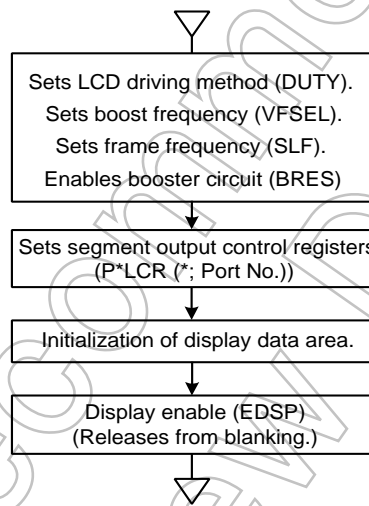 Sets LCD driving method (DUTY).
Sets boost frequency (VFSEL).
Sets frame frequency (SLF).
Enables booster circuit (BRES)
Sets segment output control registers
(P*LCR (*; Port No.))
Initialization of display data area.
Display enable (EDSP)
(Releases from blanking.)